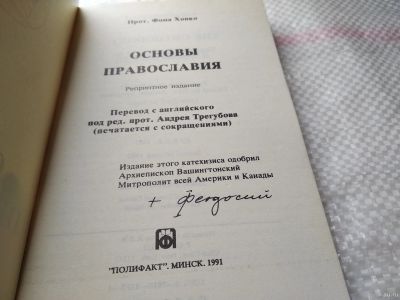 Прот. Фома Хопко
ОСНОВЫ
ПРАВОСЛАВИЯ
Репринтное издание
Перевод с английского
под ред. прот. Андрея Трегубова
(печатается с сокращениями)
Издание этого катехизиса одобрил
Архиепископ Вашингтонский
Митрополит всей Америки и Канады
+ Феодосий
"ПОЛИФАКТ". МИНСК. 1991